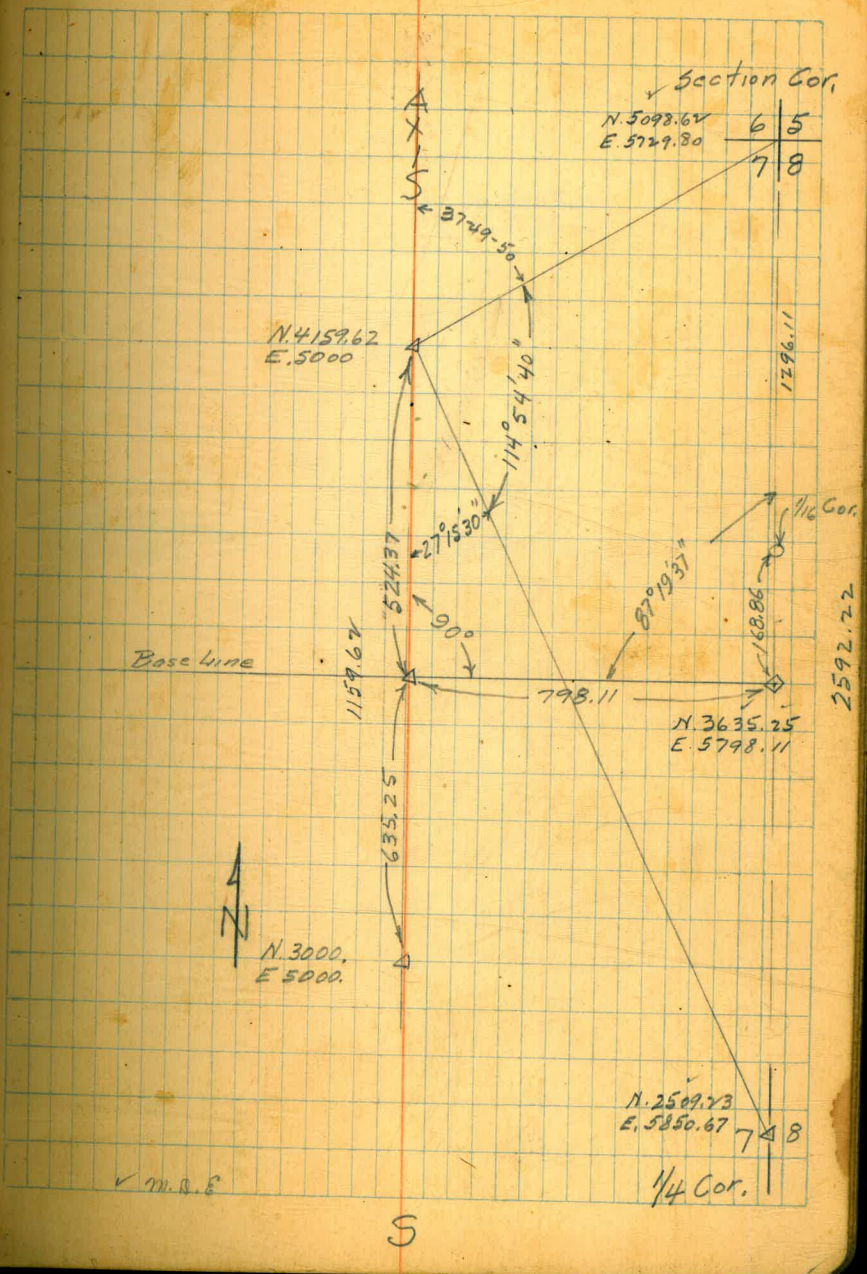 Section Cor.
N. 5098.62
E. 5729.80
6 5
7 8
AXIS
37-49-50
N. 4159.62
E. 5000
114° 54' 40"
1296.11
1/16 Cor.
27° 15' 30"
524.37
87° 19' 37"
168.86
90°
2592.22
Base Line
1159.62
798.11
N. 3635.25
E. 5798.11
635.25
N
N. 3000.
E 5000.
N. 2509.23
E. 5850.67
7 8
1/4 Cor.
M.D.E
S